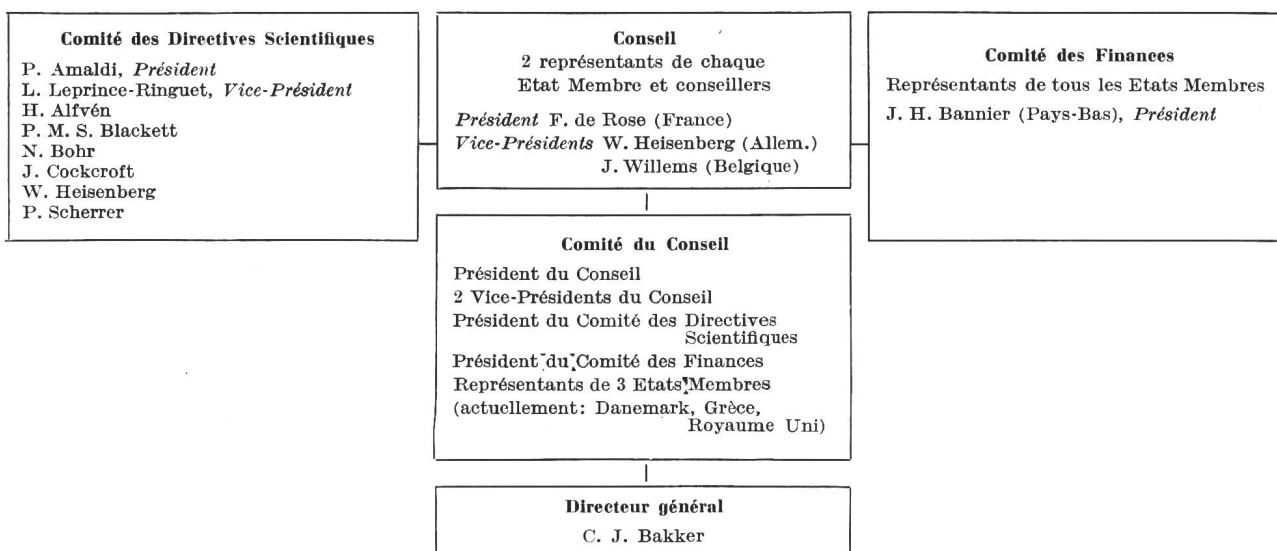 Comité des Directives Scientifiques
P. Amaldi, Président
L. Leprince-Ringuet, Vice-Président
H. Alfvén
P. M. S. Blackett
N. Bohr
J. Cockcroft
W. Heisenberg
P. Scherrer
Conseil
2 représentants de chaque
Etat Membre et conseillers
Président F. de Rose (France)
Vice-Présidents W. Heisenberg (Allem.)
J. Willems (Belgique)
Comité des Finances
Représentants de tous les Etats Membres
J. H. Bannier (Pays-Bas), Président
Comité du Conseil
Président du Conseil
2 Vice-Présidents du Conseil
Président du Comité des Directives
Scientifiques
Président du Comité des Finances
Représentants de 3 Etats Membres
(actuellement: Danemark, Grèce,
Royaume Uni)
Directeur général
C. J. Bakker